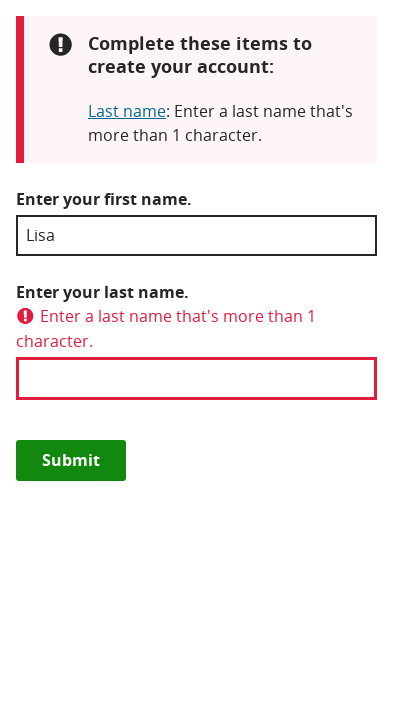 Complete these items to
create your account:
Last name: Enter a last name that's
more than 1 character.
Enter your first name.
Lisa
Enter your last name.
Enter a last name that's more than 1
character.
Submit